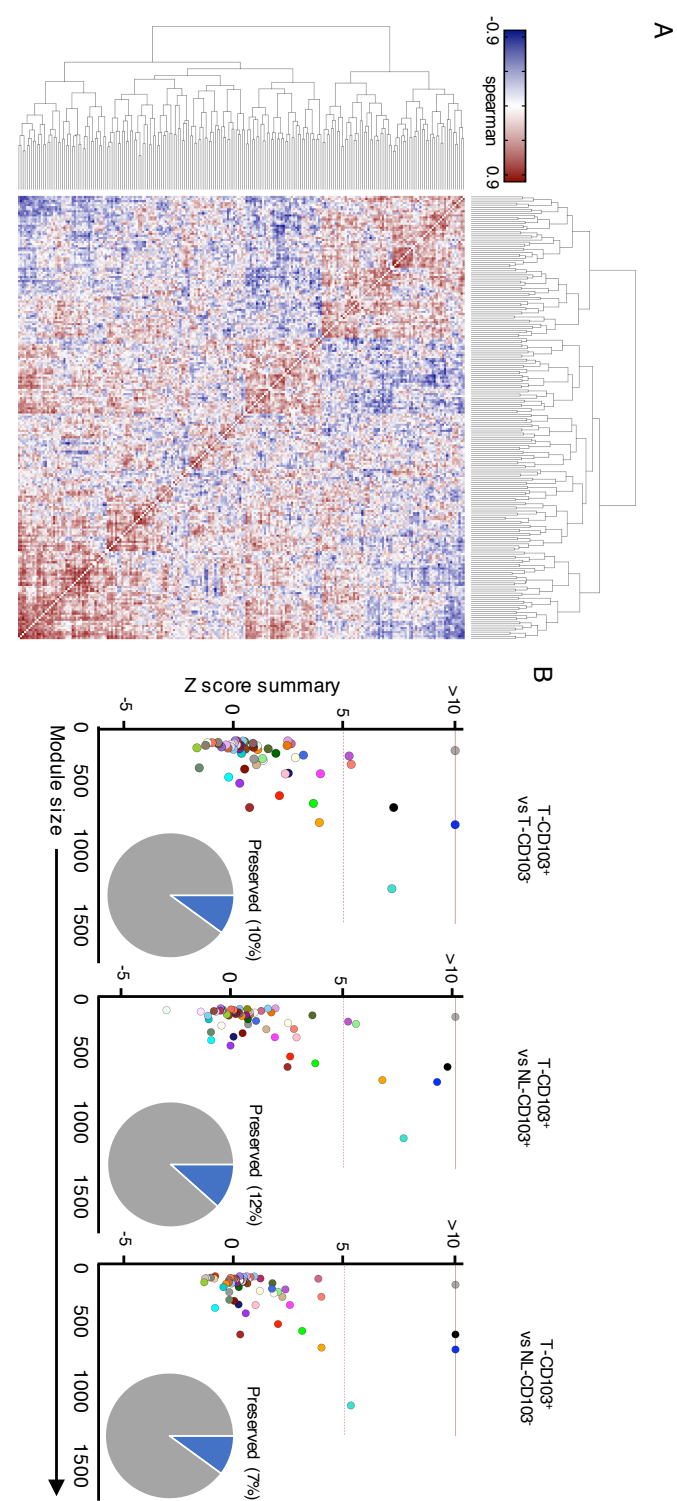 A
-0.9
spearman
0.9
B
Z score summary
T-CD103⁺
vs T-CD103⁻
>10
5
0
-5
0
500
1000
1500
Preserved (10%)
T-CD103⁺
vs NL-CD103⁺
>10
5
0
-5
0
500
1000
1500
Preserved (12%)
T-CD103⁺
vs NL-CD103⁻
>10
5
0
-5
0
500
1000
1500
Preserved (7%)
Module size